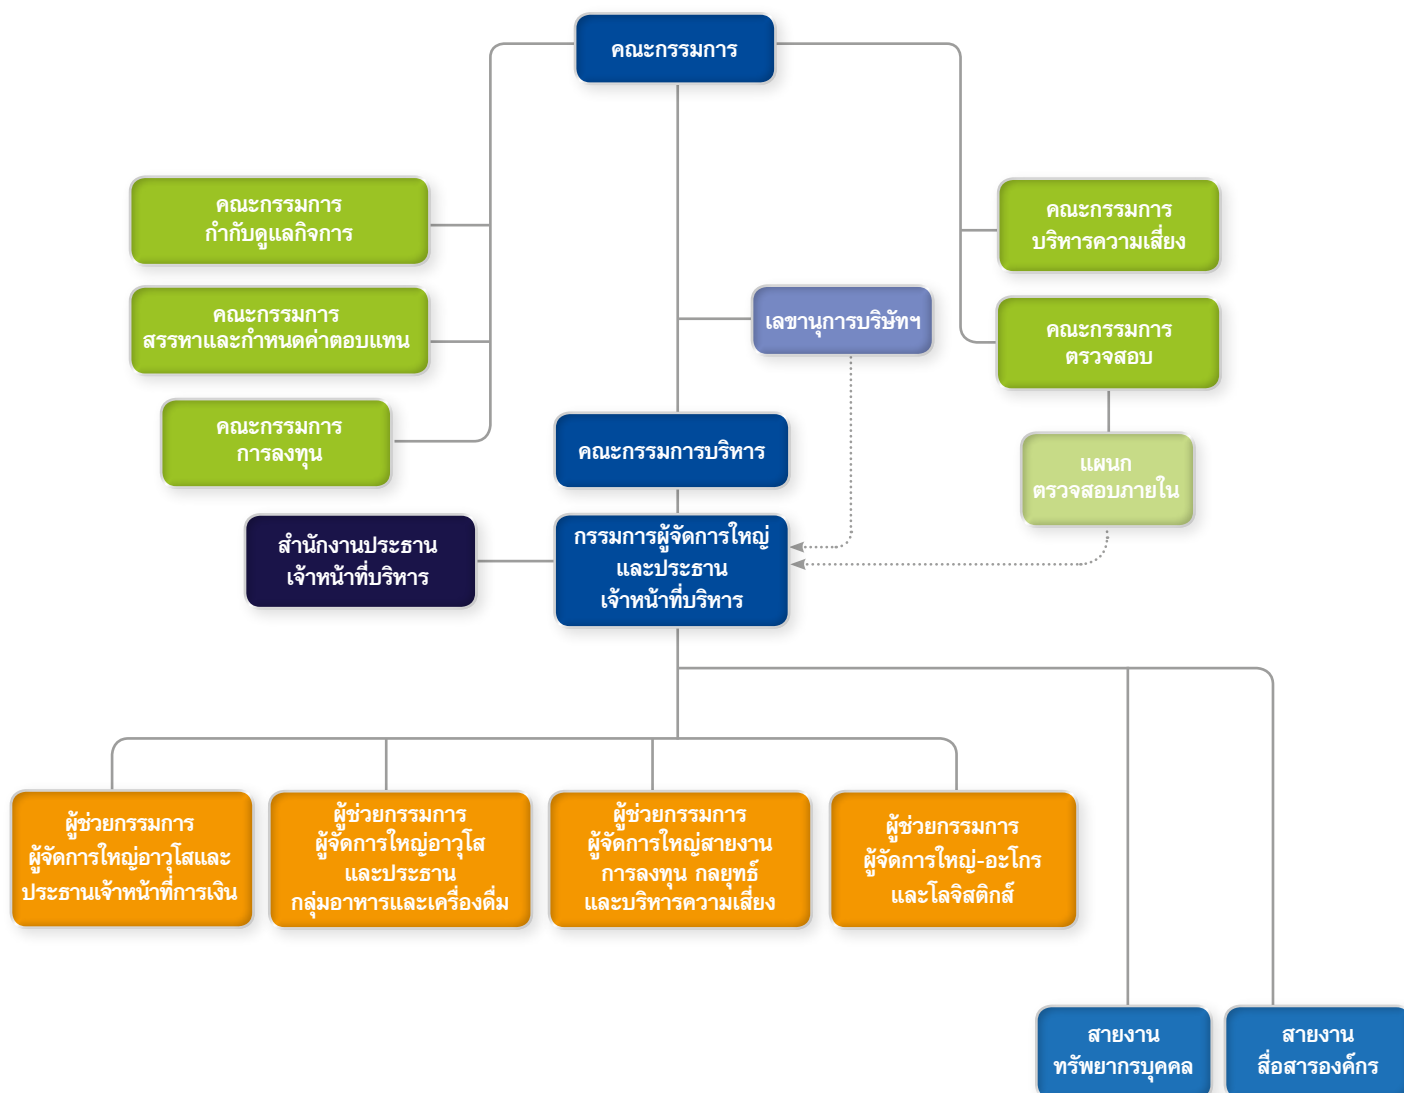 คณะกรรมการ
คณะกรรมการ
กำกับดูแลกิจการ
คณะกรรมการ
บริหารความเสี่ยง
คณะกรรมการ
สรรหาและกำหนดค่าตอบแทน
เลขานุการบริษัทฯ
คณะกรรมการ
ตรวจสอบ
คณะกรรมการ
การลงทุน
คณะกรรมการบริหาร
แผนก
ตรวจสอบภายใน
สำนักงานประธาน
เจ้าหน้าที่บริหาร
กรรมการผู้จัดการใหญ่
และประธาน
เจ้าหน้าที่บริหาร
ผู้ช่วยกรรมการ
ผู้จัดการใหญ่อาวุโสและ
ประธานเจ้าหน้าที่การเงิน
ผู้ช่วยกรรมการ
ผู้จัดการใหญ่อาวุโส
และประธาน
กลุ่มอาหารและเครื่องดื่ม
ผู้ช่วยกรรมการ
ผู้จัดการใหญ่สายงาน
การลงทุน กลยุทธ์
และบริหารความเสี่ยง
ผู้ช่วยกรรมการ
ผู้จัดการใหญ่-อะโกร
และโลจิสติกส์
สายงาน
ทรัพยากรบุคคล
สายงาน
สื่อสารองค์กร